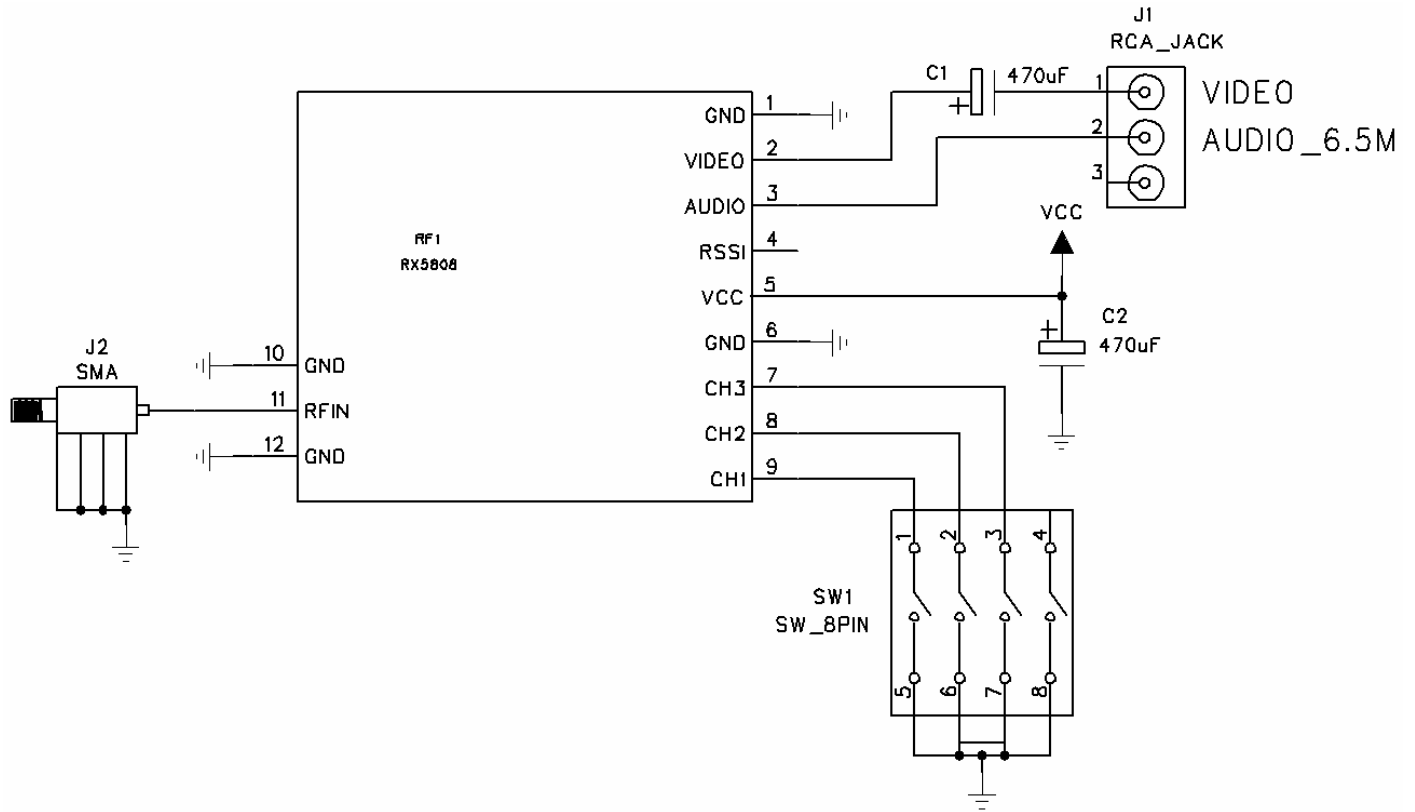 J1
RCA_JACK
C1
470uF
+
1
VIDEO
2
AUDIO_6.5M
3
GND
1
VIDEO
2
AUDIO
3
RSSI
4
VCC
5
GND
6
CH3
7
CH2
8
CH1
9
RF1
RX5808
VCC
+
C2
470uF
J2
SMA
10
GND
11
RFIN
12
GND
1
2
3
4
SW1
SW_8PIN
5
6
7
8